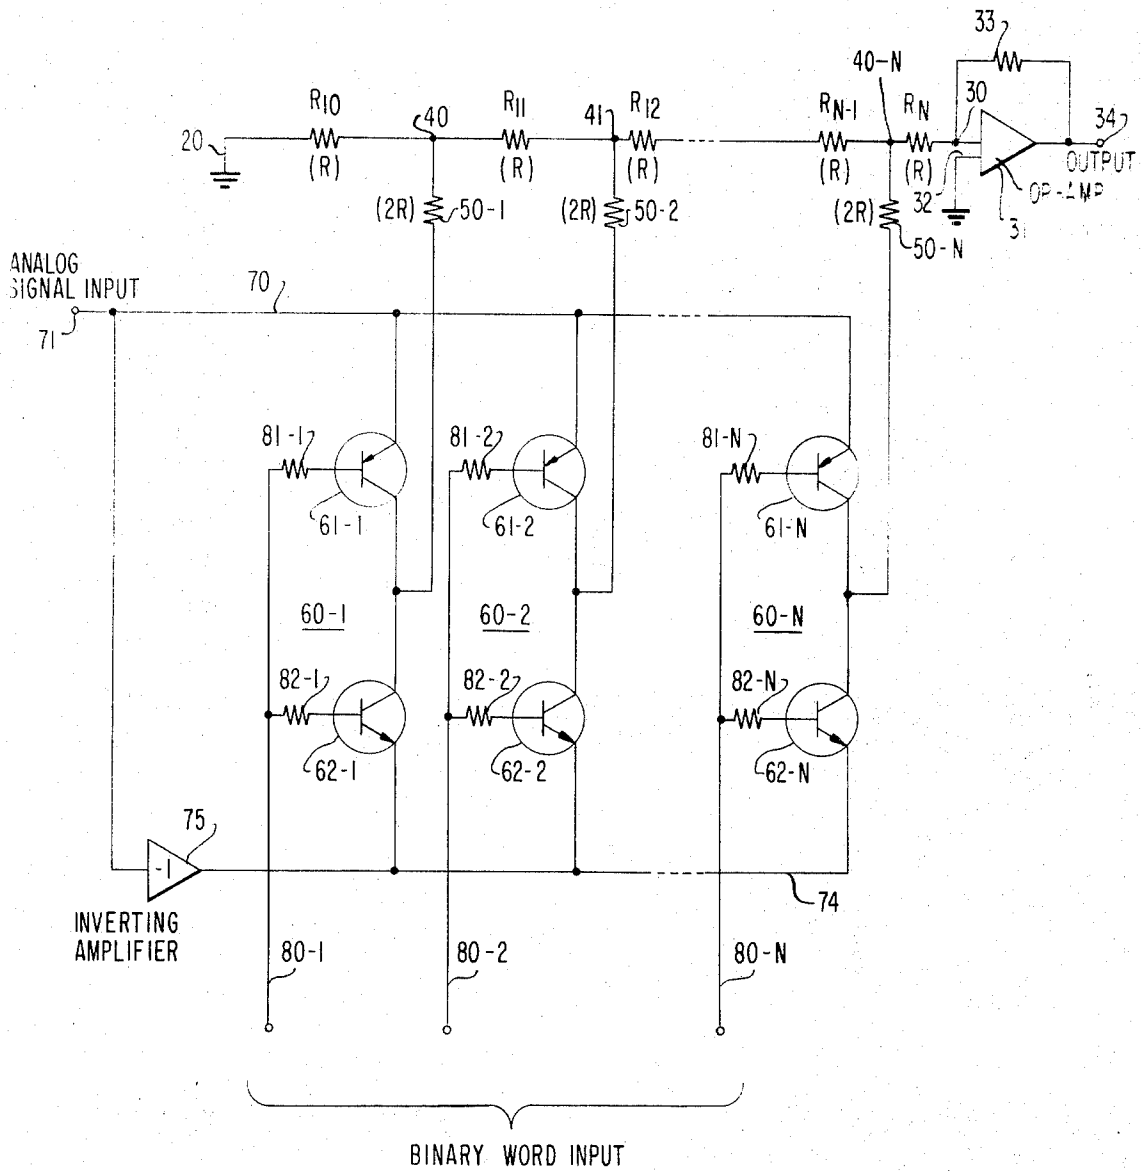 33
40-N
R10
40
R11
41
R12
RN-1
RN
30
34
20
(R)
(R)
(R)
(R)
(R)
32
OUTPUT
OP-AMP
31
(2R)
50-1
(2R)
50-2
(2R)
50-N
ANALOG
SIGNAL INPUT
70
71
81-1
81-2
81-N
61-1
61-2
61-N
60-1
60-2
60-N
82-1
82-2
82-N
62-1
62-2
62-N
75
-1
74
INVERTING
AMPLIFIER
80-1
80-2
80-N
BINARY WORD INPUT